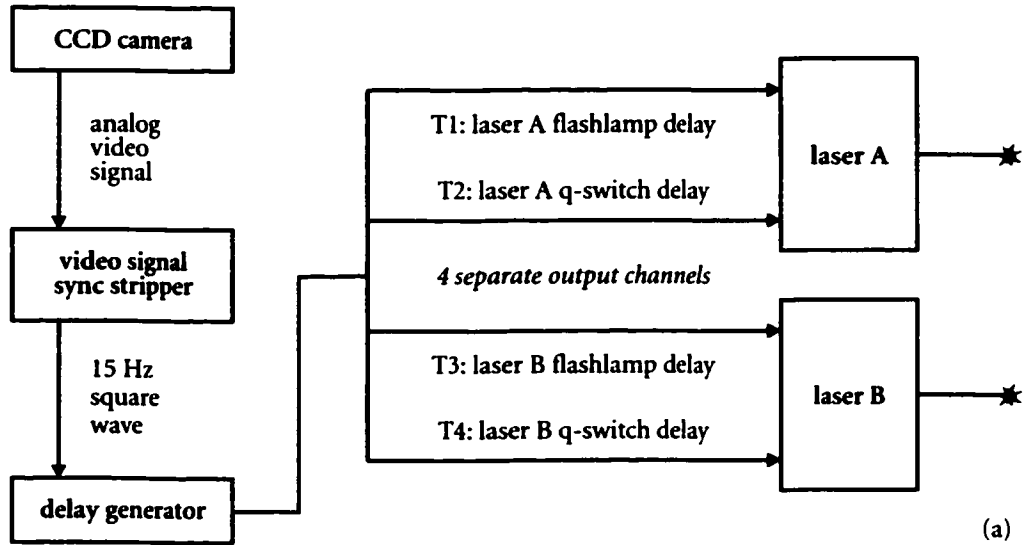 CCD camera
analog
video
signal
video signal
sync stripper
15 Hz
square
wave
delay generator
T1: laser A flashlamp delay
T2: laser A q-switch delay
4 separate output channels
T3: laser B flashlamp delay
T4: laser B q-switch delay
laser A
laser B
(a)